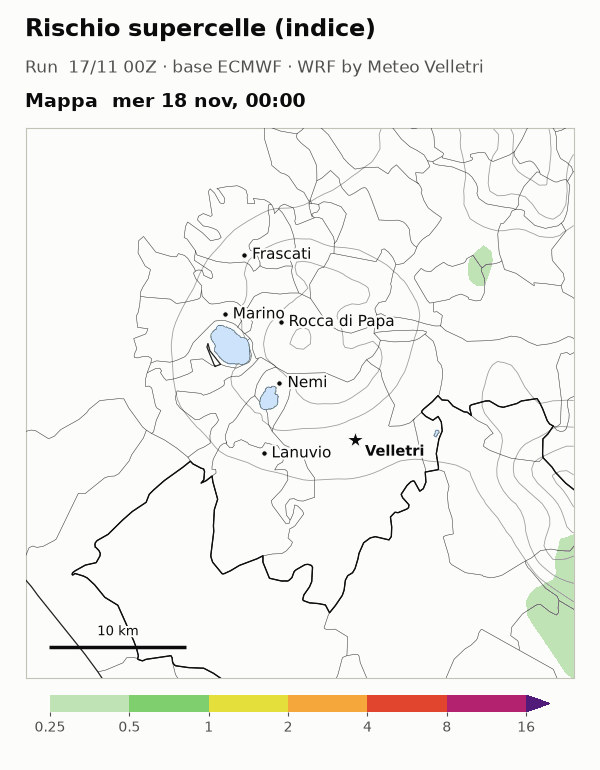 Rischio supercelle (indice)
Run  17/11 00Z · base ECMWF · WRF by Meteo Velletri
Mappa  mer 18 nov, 00:00
Frascati
Marino
Rocca di Papa
Nemi
Velletri
Lanuvio
10 km
0.25 0.5 1 2 4 8 16